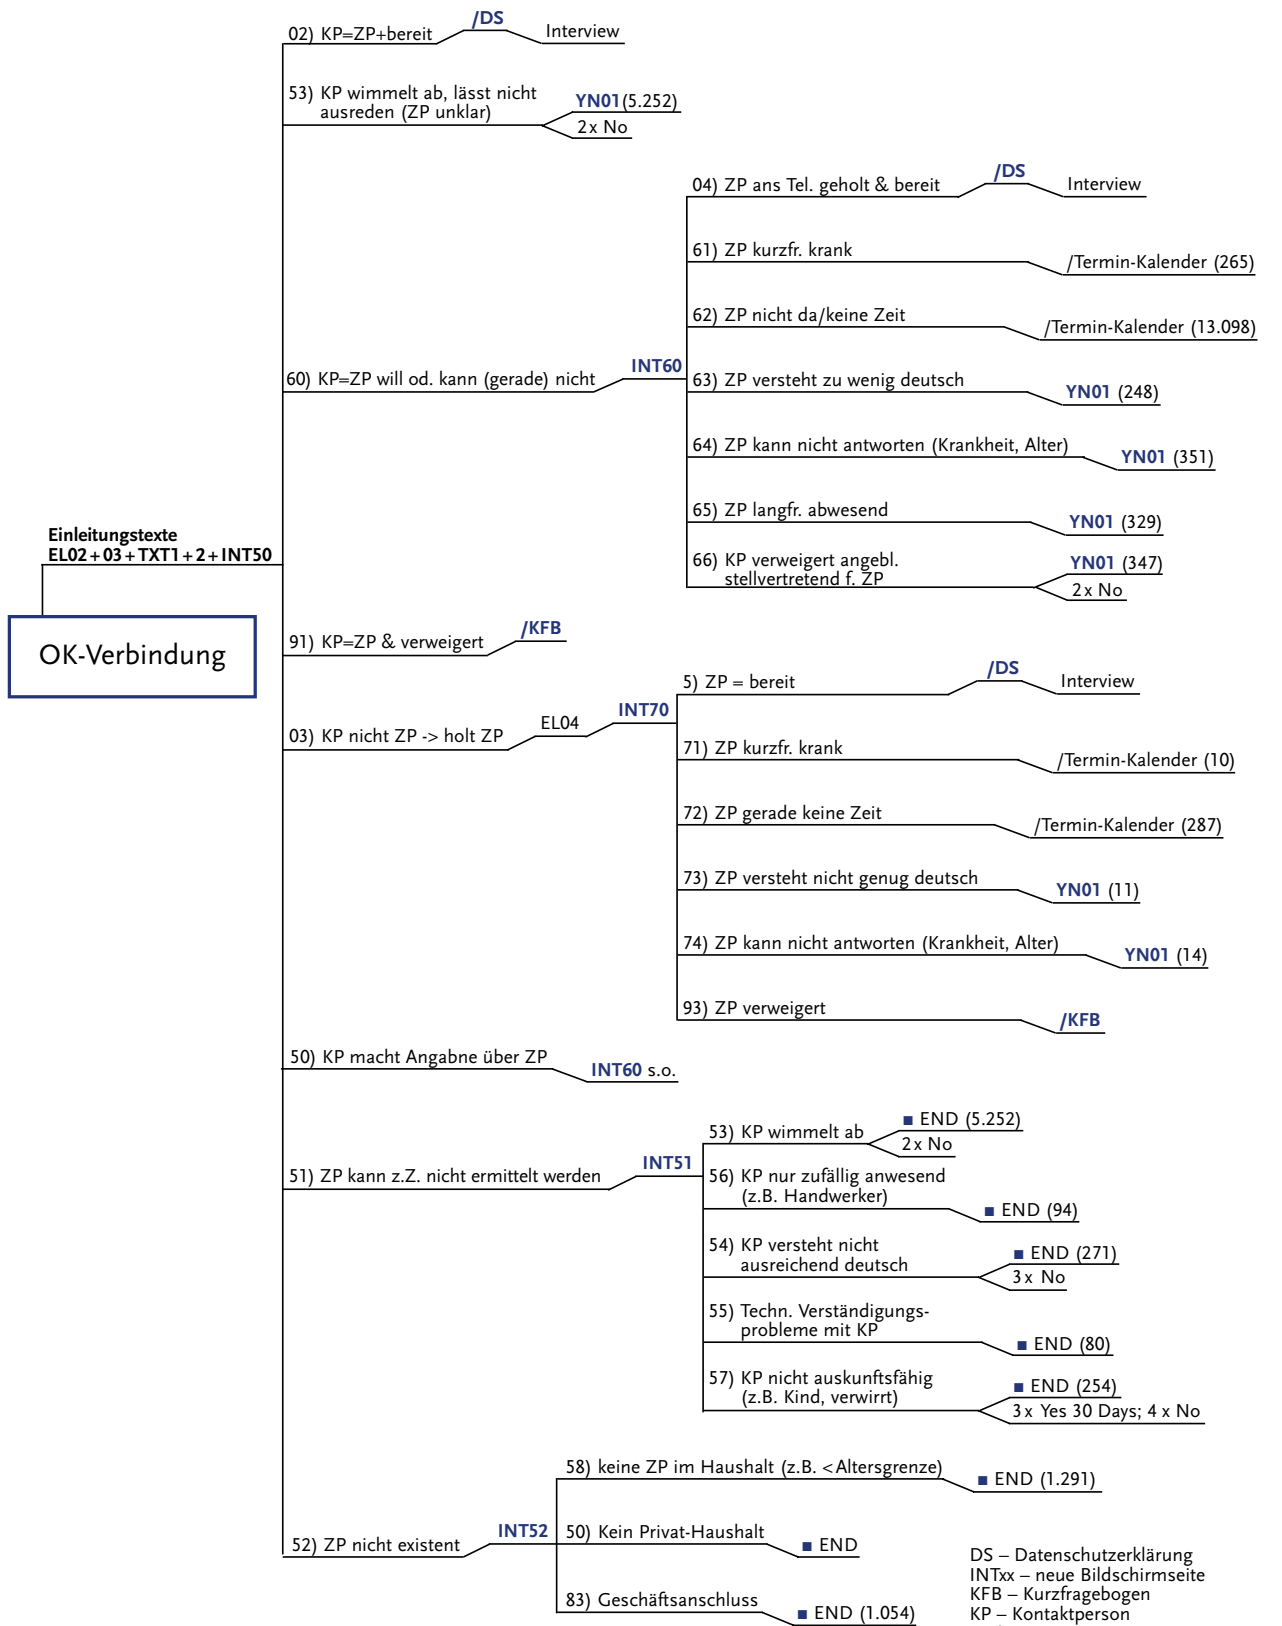 02) KP=ZP+bereit
/DS
Interview
53) KP wimmelt ab, lässt nicht
ausreden (ZP unklar)
YN01(5.252)
2x No
60) KP=ZP will od. kann (gerade) nicht
INT60
04) ZP ans Tel. geholt & bereit
/DS
Interview
61) ZP kurzfr. krank
/Termin-Kalender (265)
62) ZP nicht da/keine Zeit
/Termin-Kalender (13.098)
63) ZP versteht zu wenig deutsch
YN01 (248)
64) ZP kann nicht antworten (Krankheit, Alter)
YN01 (351)
65) ZP langfr. abwesend
YN01 (329)
66) KP verweigert angebl.
stellvertretend f. ZP
YN01 (347)
2x No
Einleitungstexte
EL02+03+TXT1+2+INT50
OK-Verbindung
91) KP=ZP & verweigert
/KFB
03) KP nicht ZP -> holt ZP
EL04
INT70
5) ZP = bereit
/DS
Interview
71) ZP kurzfr. krank
/Termin-Kalender (10)
72) ZP gerade keine Zeit
/Termin-Kalender (287)
73) ZP versteht nicht genug deutsch
YN01 (11)
74) ZP kann nicht antworten (Krankheit, Alter)
YN01 (14)
93) ZP verweigert
/KFB
50) KP macht Angabne über ZP
INT60 s.o.
51) ZP kann z.Z. nicht ermittelt werden
INT51
53) KP wimmelt ab
■ END (5.252)
2x No
56) KP nur zufällig anwesend
(z.B. Handwerker)
■ END (94)
54) KP versteht nicht
ausreichend deutsch
■ END (271)
3x No
55) Techn. Verständigungs-
probleme mit KP
■ END (80)
57) KP nicht auskunftsfähig
(z.B. Kind, verwirrt)
■ END (254)
3x Yes 30 Days; 4 x No
52) ZP nicht existent
INT52
58) keine ZP im Haushalt (z.B. <Altersgrenze)
■ END (1.291)
50) Kein Privat-Haushalt
■ END
83) Geschäftsanschluss
■ END (1.054)
DS – Datenschutzerklärung
INTxx – neue Bildschirmseite
KFB – Kurzfragebogen
KP – Kontaktperson